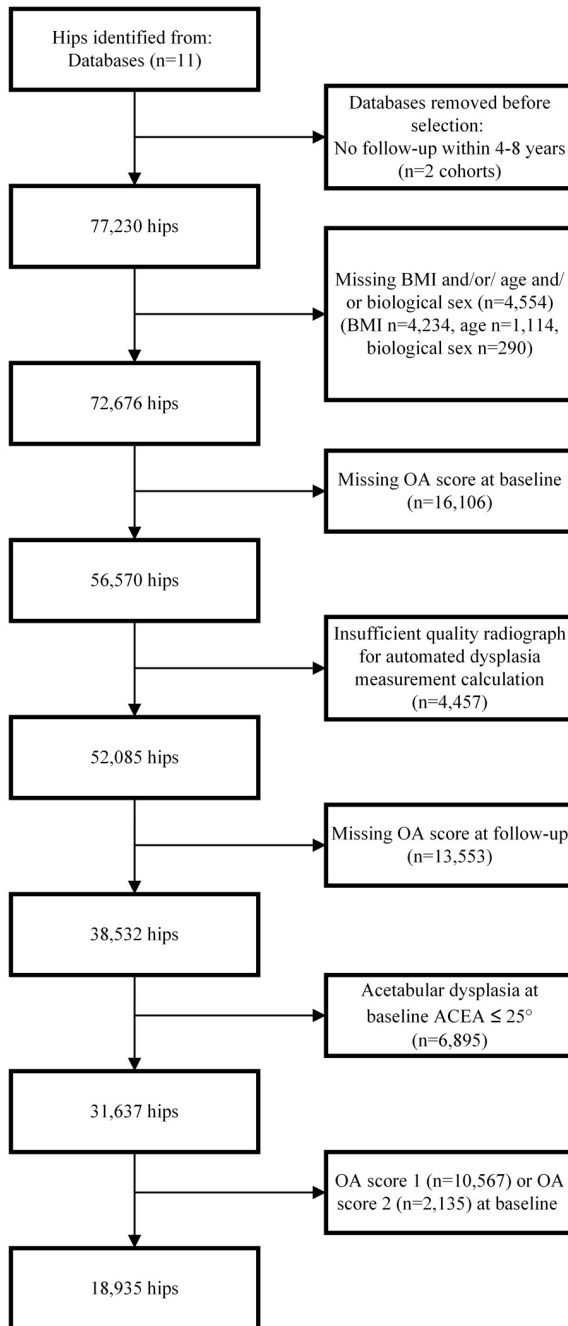 Hips identified from:
Databases (n=11)
Databases removed before
selection:
No follow-up within 4-8 years
(n=2 cohorts)
77,230 hips
Missing BMI and/or/ age and/
or biological sex (n=4,554)
(BMI n=4,234, age n=1,114,
biological sex n=290)
72,676 hips
Missing OA score at baseline
(n=16,106)
56,570 hips
Insufficient quality radiograph
for automated dysplasia
measurement calculation
(n=4,457)
52,085 hips
Missing OA score at follow-up
(n=13,553)
38,532 hips
Acetabular dysplasia at
baseline ACEA ≤ 25°
(n=6,895)
31,637 hips
OA score 1 (n=10,567) or OA
score 2 (n=2,135) at baseline
18,935 hips